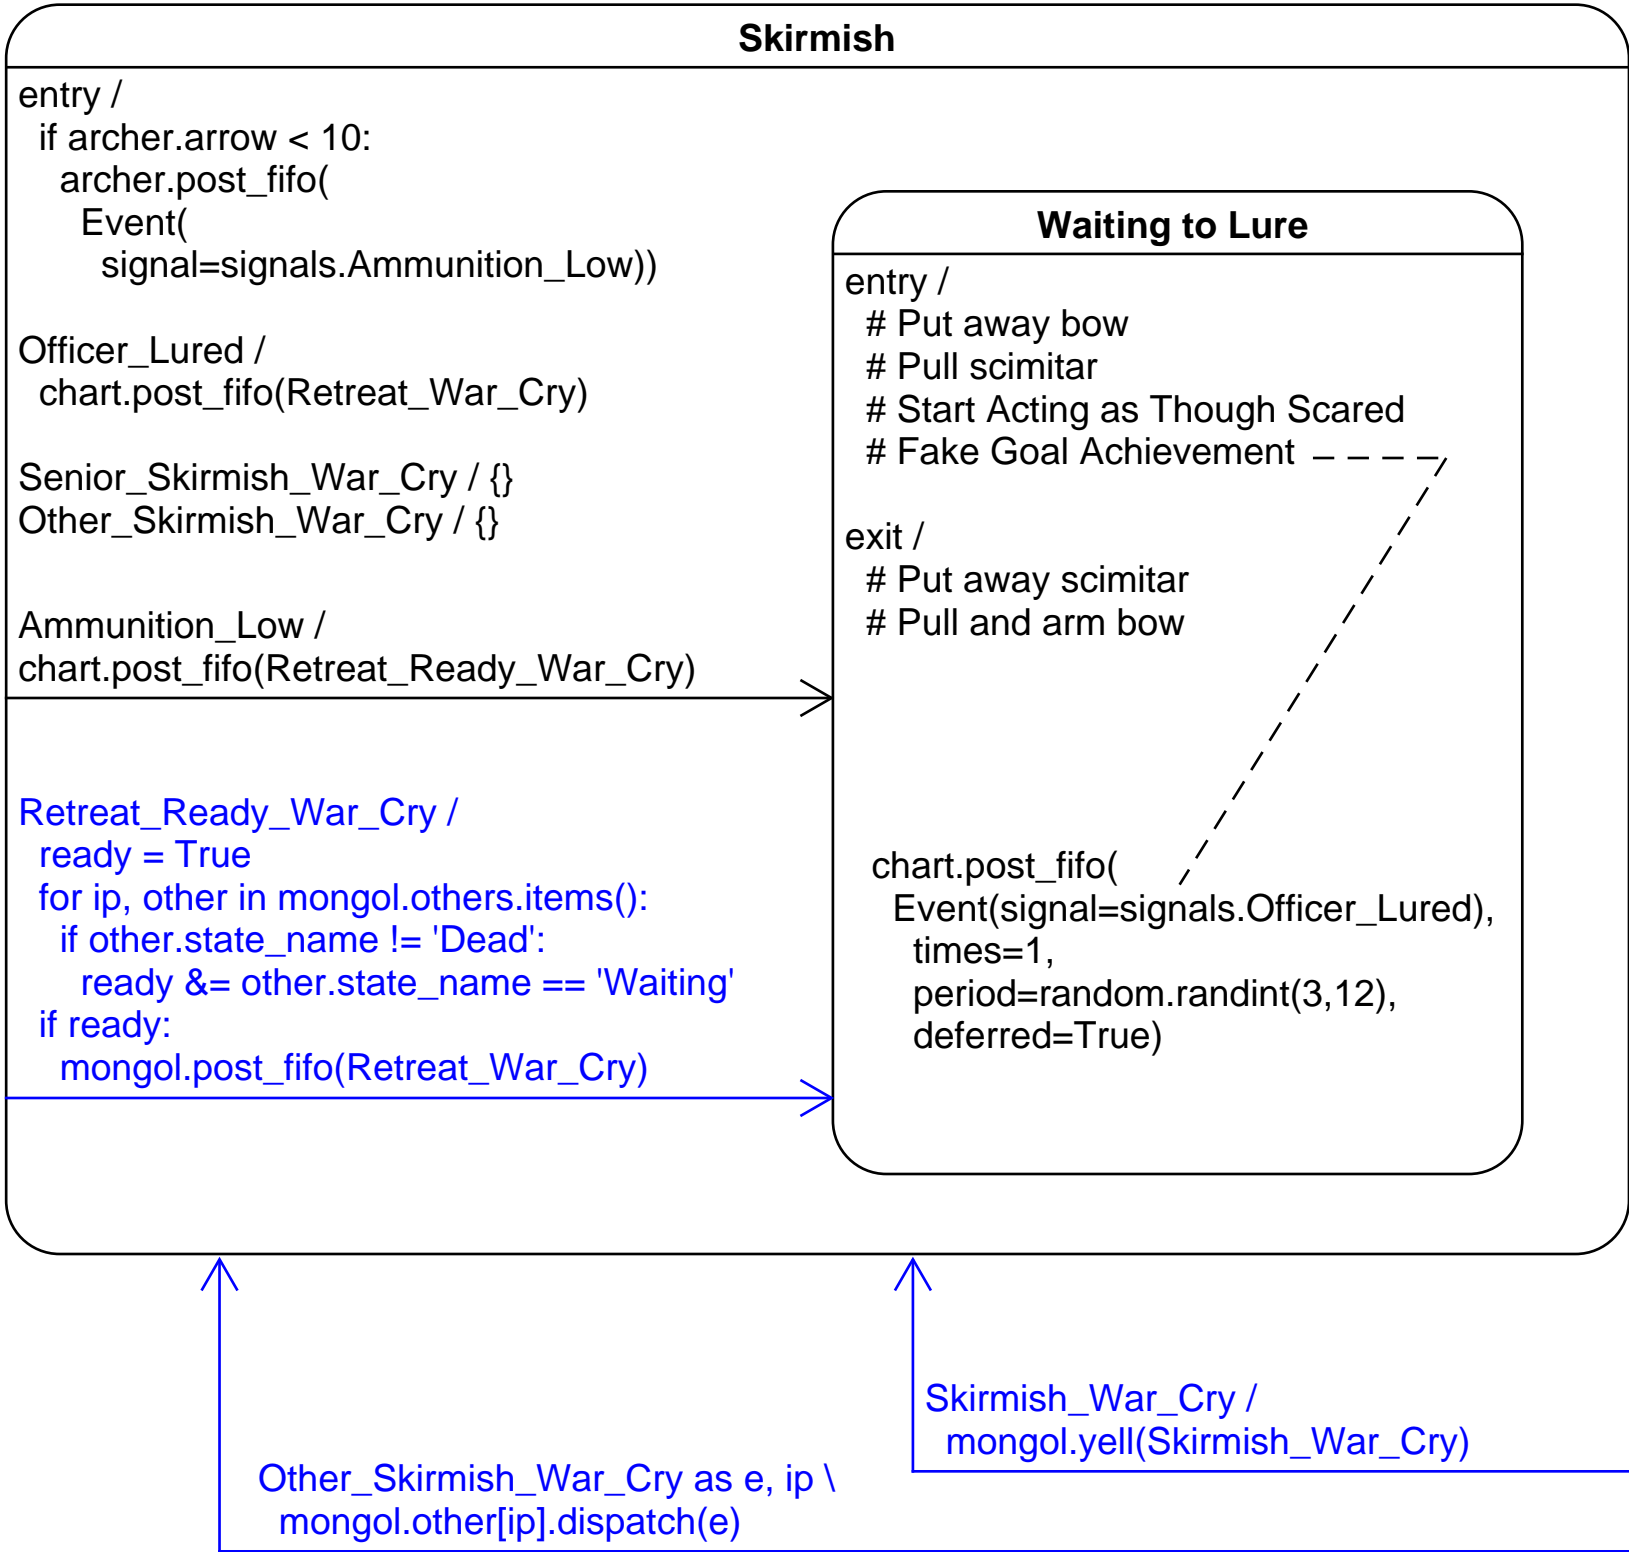 Skirmish
entry /
if archer.arrow < 10:
archer.post_fifo(
Event(
signal=signals.Ammunition_Low))
Officer_Lured /
chart.post_fifo(Retreat_War_Cry)
Senior_Skirmish_War_Cry / {}
Other_Skirmish_War_Cry / {}
Ammunition_Low /
chart.post_fifo(Retreat_Ready_War_Cry)
Retreat_Ready_War_Cry /
ready = True
for ip, other in mongol.others.items():
if other.state_name != 'Dead':
ready &= other.state_name == 'Waiting'
if ready:
mongol.post_fifo(Retreat_War_Cry)
Waiting to Lure
entry /
# Put away bow
# Pull scimitar
# Start Acting as Though Scared
# Fake Goal Achievement
exit /
# Put away scimitar
# Pull and arm bow
chart.post_fifo(
Event(signal=signals.Officer_Lured),
times=1,
period=random.randint(3,12),
deferred=True)
Skirmish_War_Cry /
mongol.yell(Skirmish_War_Cry)
Other_Skirmish_War_Cry as e, ip \
mongol.other[ip].dispatch(e)